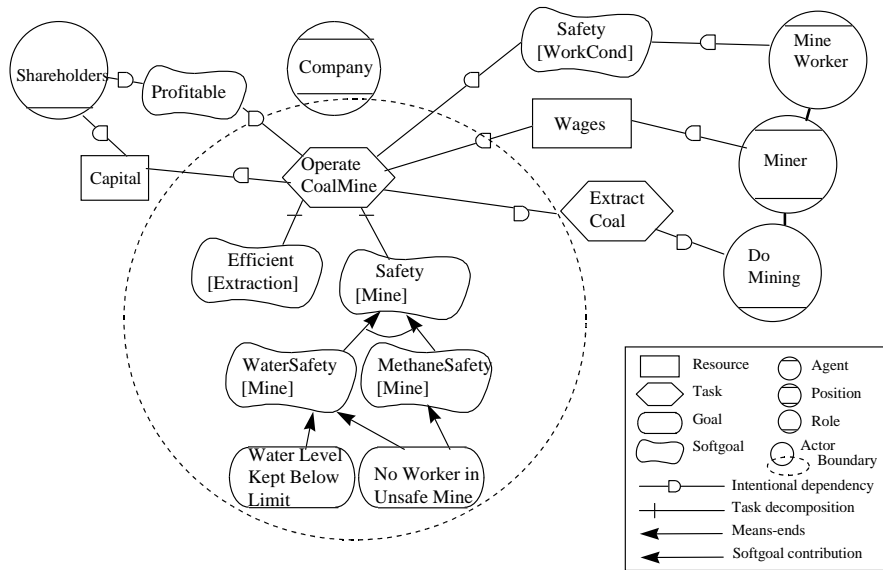 Shareholders
Profitable
Company
Safety
[WorkCond]
Mine
Worker
Capital
Operate
CoalMine
Wages
Miner
Extract
Coal
Do
Mining
Efficient
[Extraction]
Safety
[Mine]
WaterSafety
[Mine]
MethaneSafety
[Mine]
Water Level
Kept Below
Limit
No Worker in
Unsafe Mine
Resource
Task
Goal
Softgoal
Agent
Position
Role
Actor
Boundary
Intentional dependency
Task decomposition
Means-ends
Softgoal contribution